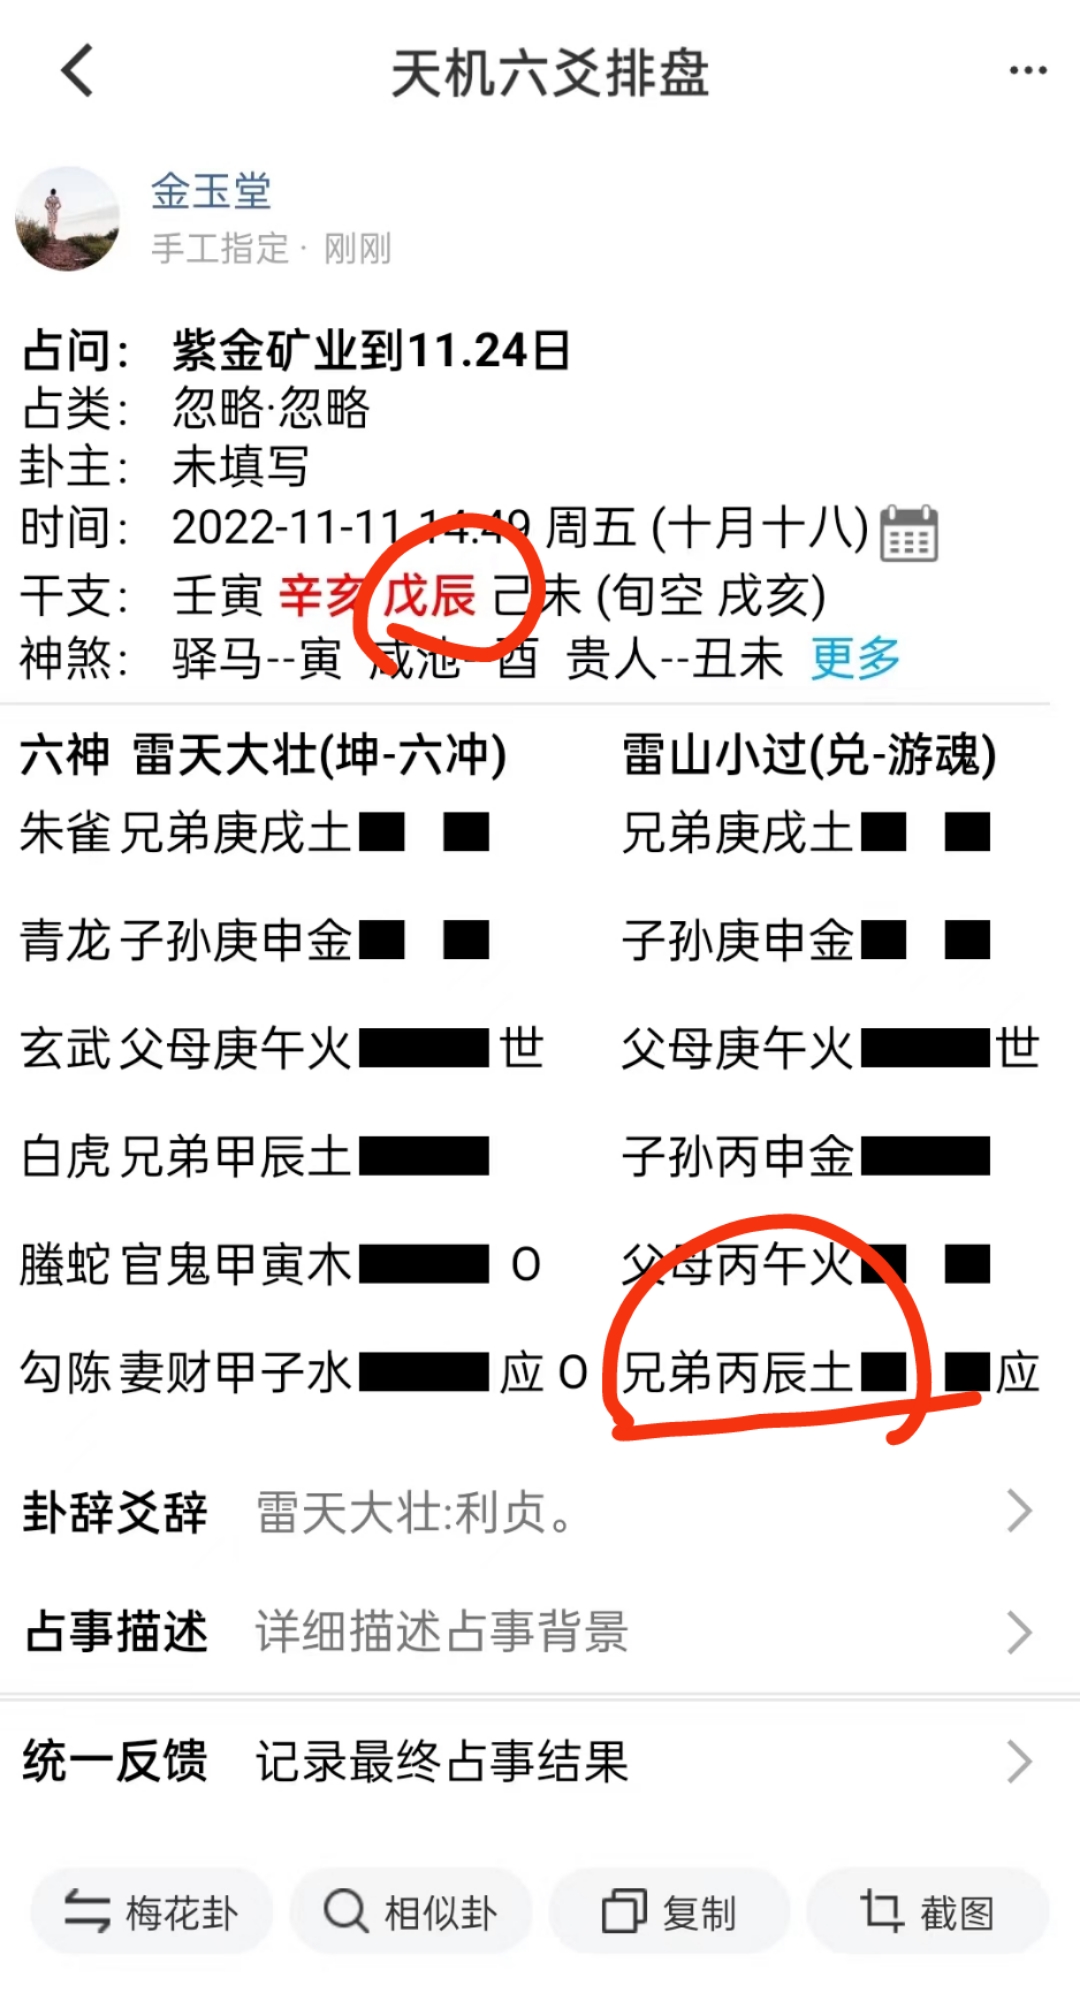 天机六爻排盘
金玉堂
手工指定· 刚刚
占问： 紫金矿业到11.24日
占类： 忽略·忽略
卦主： 未填写
时间： 2022-11-11 14:49 周五 (十月十八)
干支： 壬寅 辛亥 戊辰 己未 (旬空 戌亥)
神煞： 驿马--寅 咸池--酉 贵人--丑未 更多
六神 雷天大壮(坤-六冲) 雷山小过(兑-游魂)
朱雀 兄弟庚戌土 兄弟庚戌土
青龙 子孙庚申金 子孙庚申金
玄武 父母庚午火 世 父母庚午火 世
白虎 兄弟甲辰土 子孙丙申金
螣蛇 官鬼甲寅木 O 父母丙午火
勾陈 妻财甲子水 应 O 兄弟丙辰土 应
卦辞爻辞 雷天大壮:利贞。
占事描述 详细描述占事背景
统一反馈 记录最终占事结果
梅花卦 相似卦 复制 截图